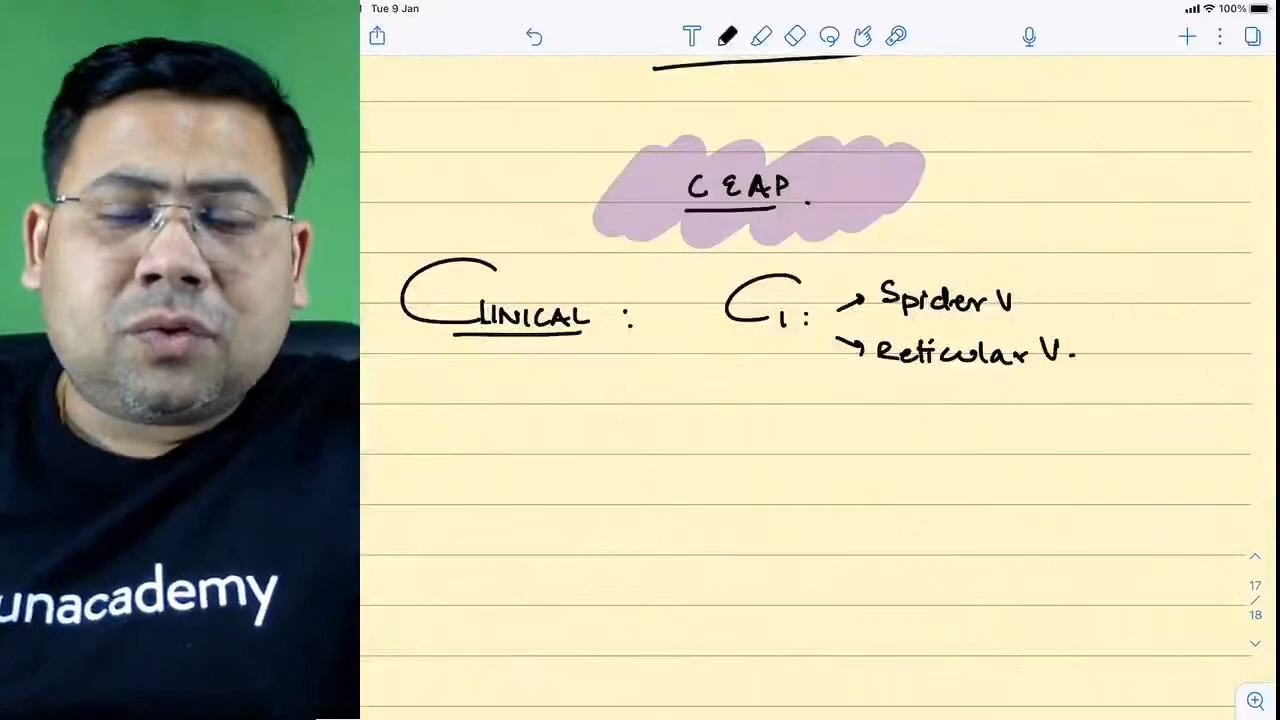 Tue 9 Jan
100%
T
CEAP.
CLINICAL : C1: → Spider V
→ Reticular V.
unacademy
17
/
18